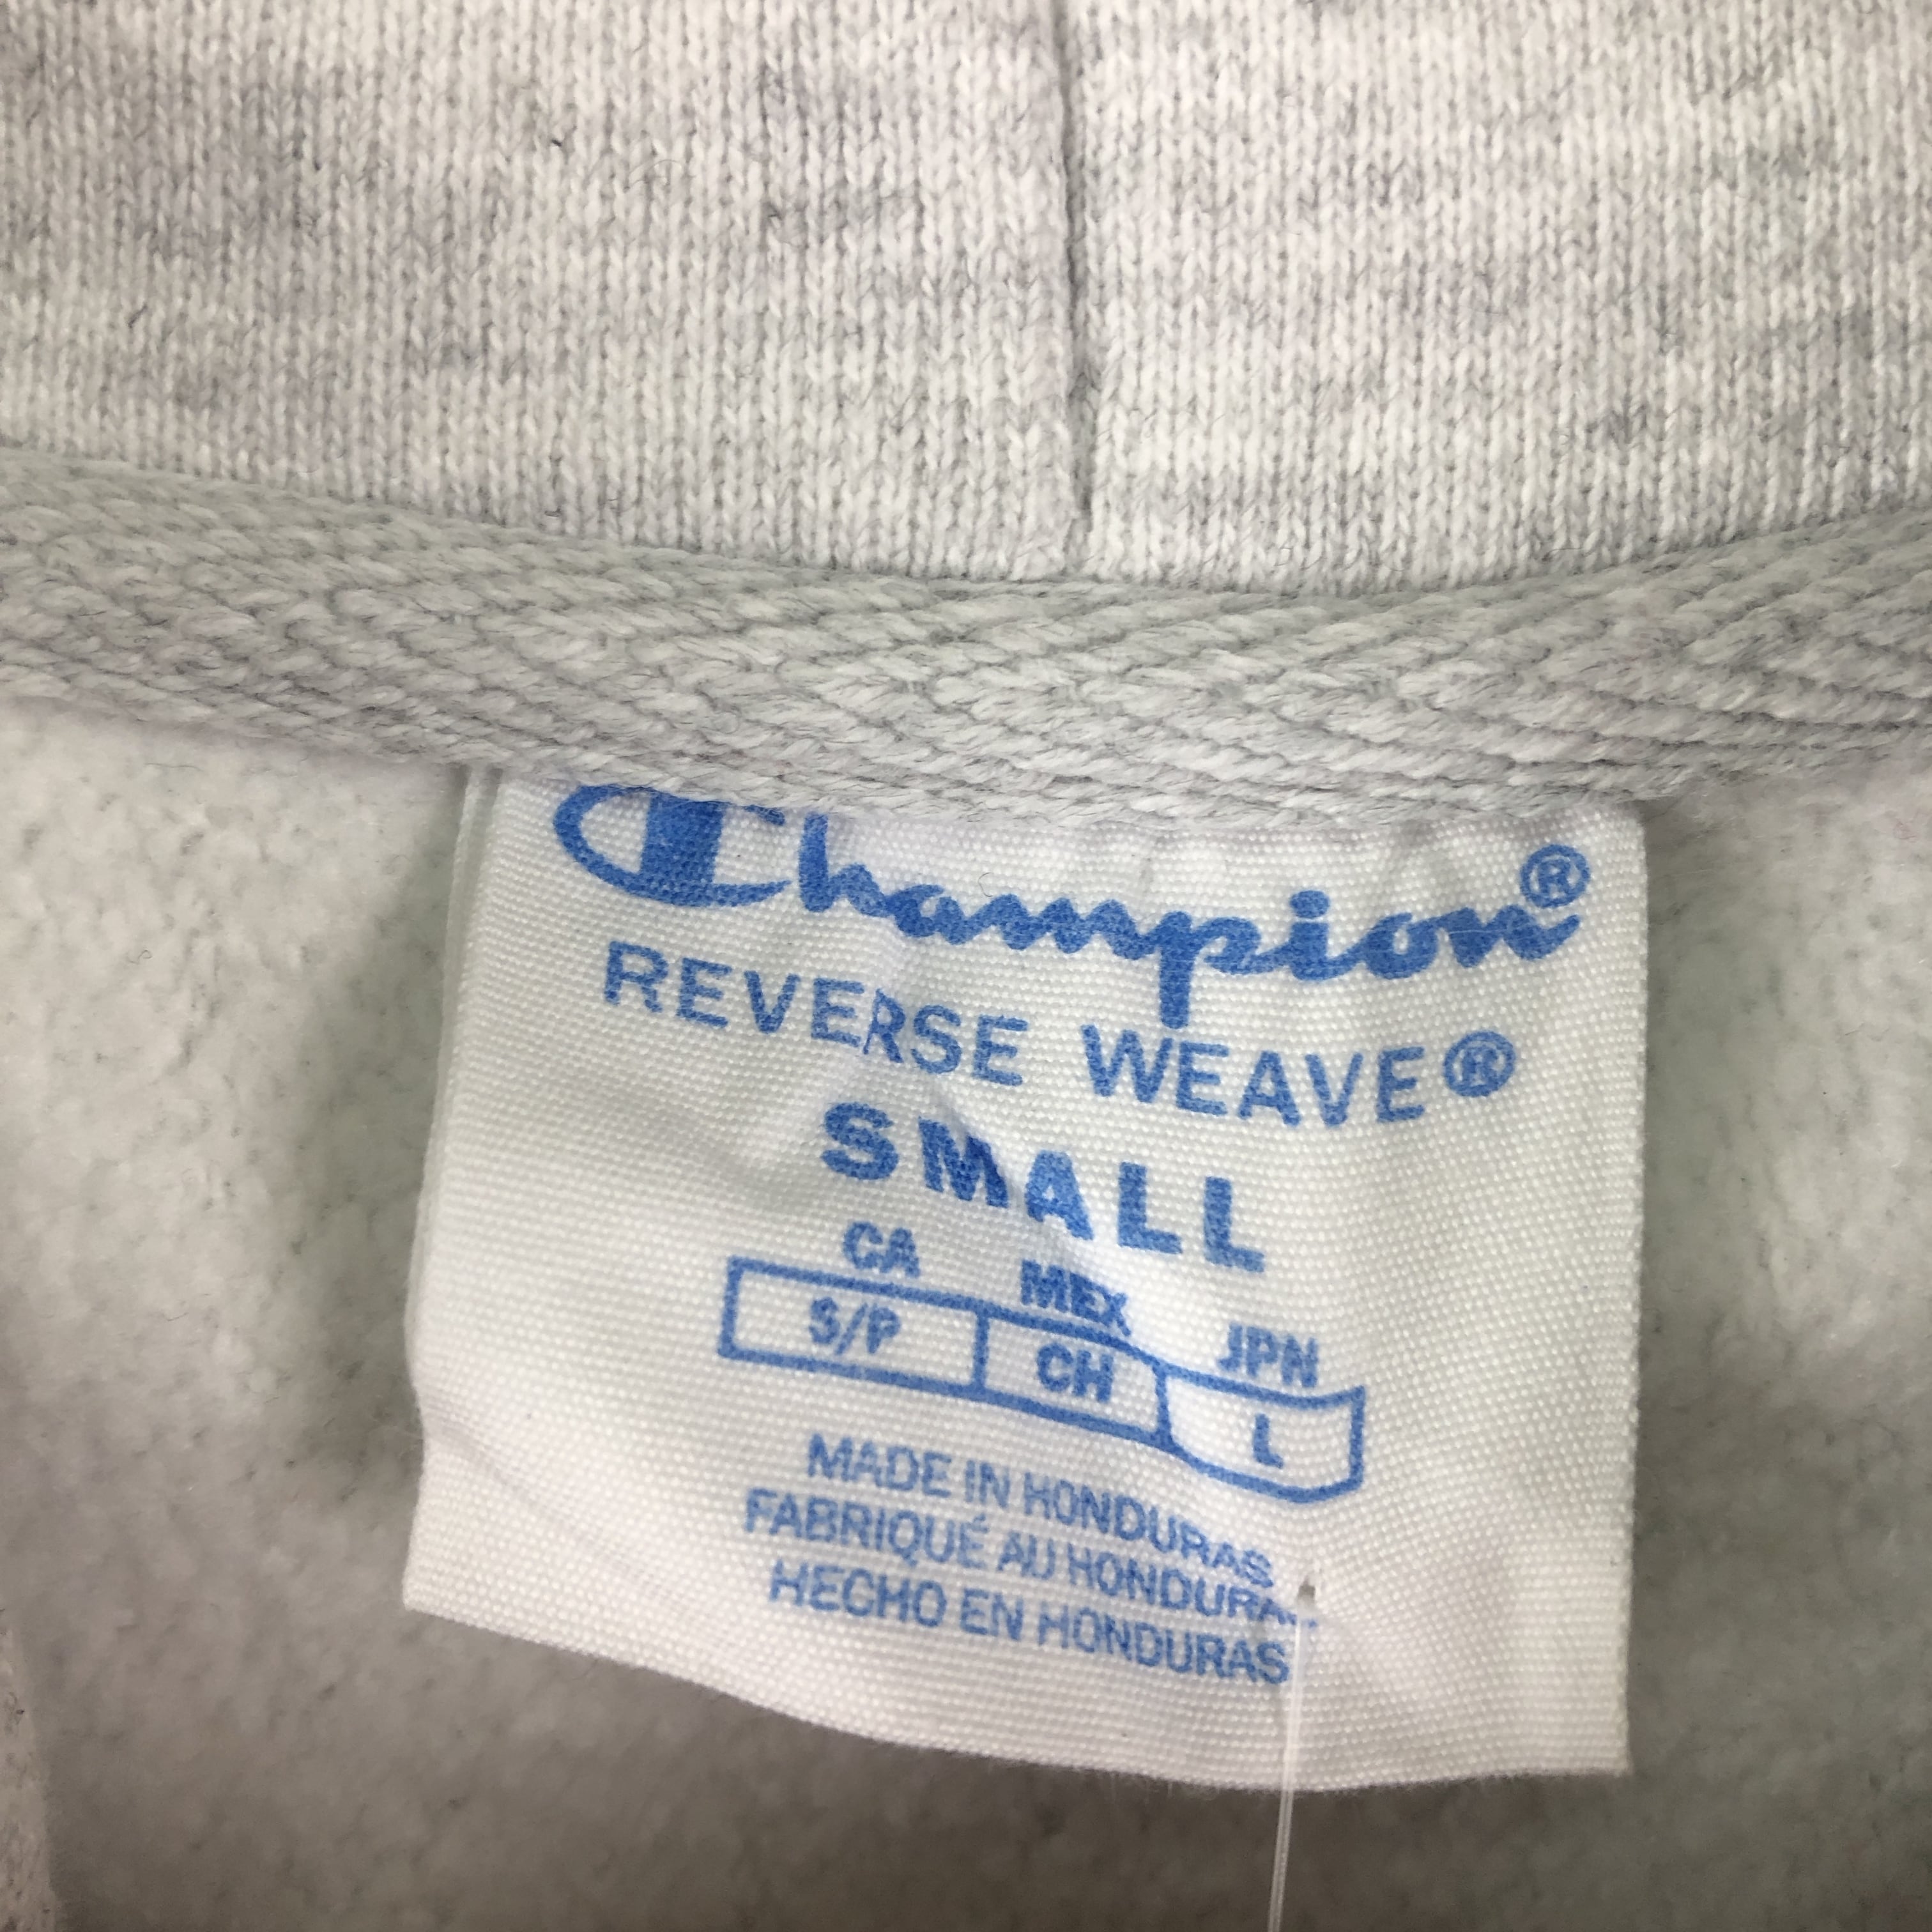 Champion®
REVERSE WEAVE®
SMALL
CA MEX JPN
S/P CH L
MADE IN HONDURAS
FABRIQUÉ AU HONDURAS
HECHO EN HONDURAS